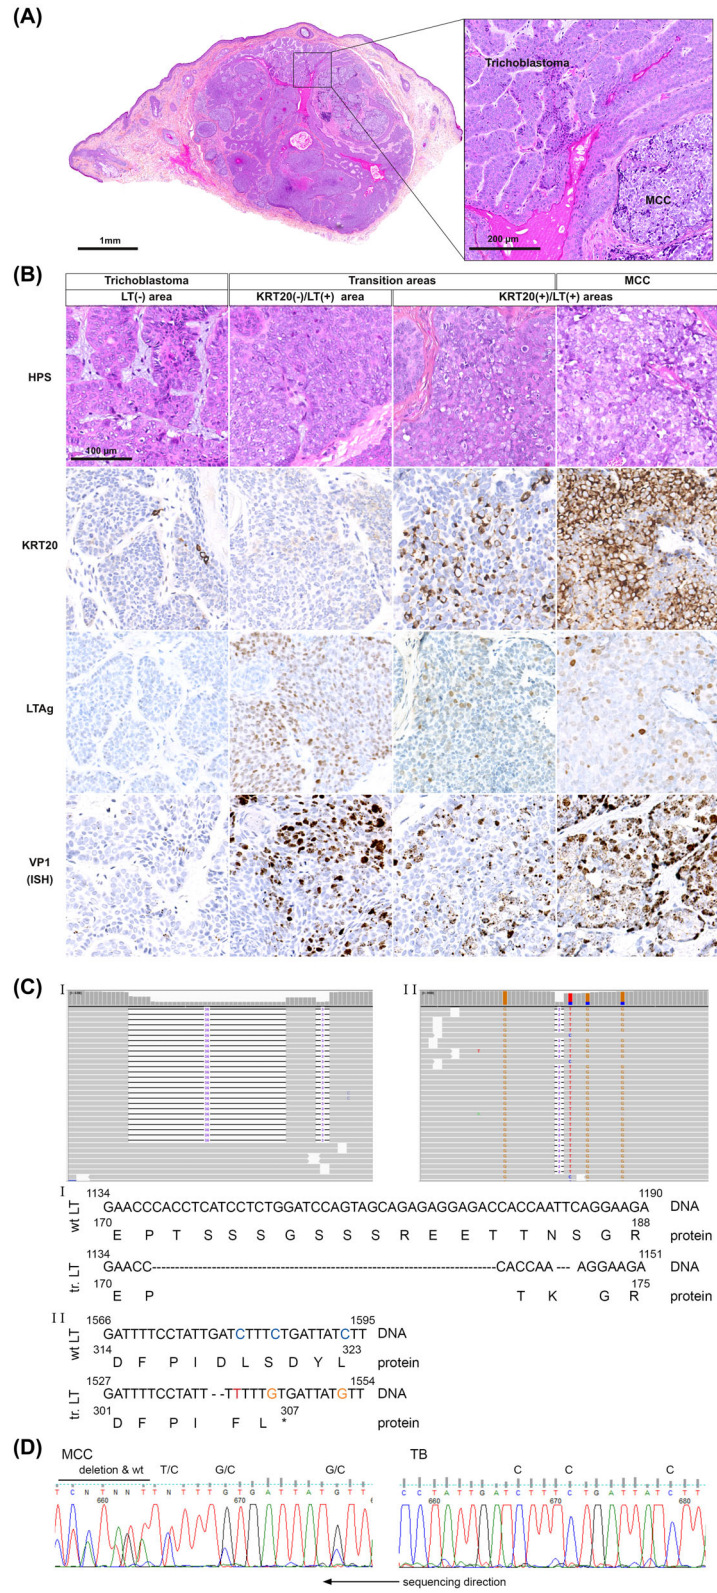 (A)
Trichoblastoma
MCC
1mm
200 µm
(B)
Trichoblastoma
Transition areas
MCC
LT(-) area
KRT20(-)/LT(+) area
KRT20(+)/LT(+) areas
HPS
100 µm
KRT20
LTAg
VP1
(ISH)
(C)
I
II
I
1134
1190
wt LT
GAACCCACCTCATCCTCTGGATCCAGTAGCAGAGAGGAGACCACCAATTCAGGAAGA
DNA
170
188
E P T S S S G S S S R E E T T N S G R
protein
1134
1151
tr. LT
GAACC---------------------------------------CACCAA---AGGAAGA
DNA
170
175
E P T K G R
protein
II
1566
1595
wt LT
GATTTTCCTATTGATCTTTCTGATTATCTT
DNA
314
323
D F P I D L S D Y L
protein
1527
1554
tr. LT
GATTTTCCTATT--TTTTTGTGATTATGTT
DNA
301
307
D F P I F L *
protein
(D)
MCC
TB
deletion & wt
T/C
G/C
G/C
C
C
C
T C N T N N T T N T T T G T G A T T A T G T T
660
670
C C T A T T G A T C T T T C T G A T T A T C T T
660
670
680
sequencing direction